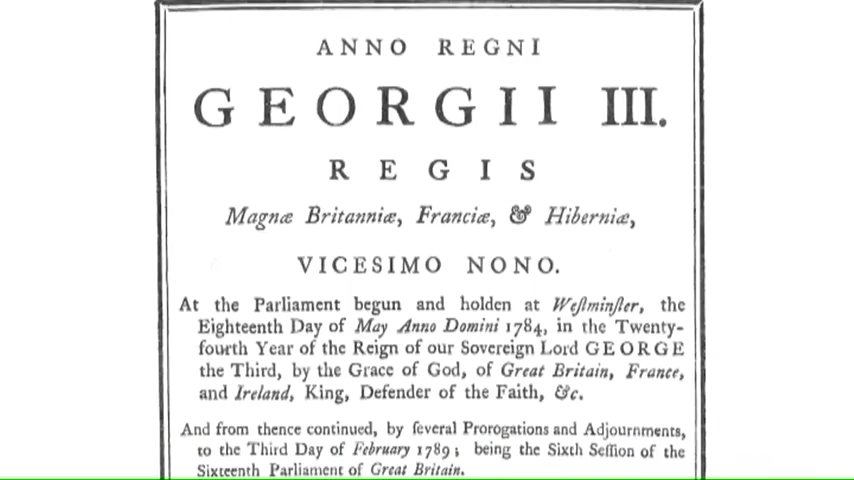 ANNO REGNI
GEORGII III.
REGIS
Magnæ Britanniæ, Franciæ, & Hiberniæ,
VICESIMO NONO.
At the Parliament begun and holden at Weſtminſter, the
Eighteenth Day of May Anno Domini 1784, in the Twenty-
fourth Year of the Reign of our Sovereign Lord GEORGE
the Third, by the Grace of God, of Great Britain, France,
and Ireland, King, Defender of the Faith, &c.
And from thence continued, by ſeveral Prorogations and Adjournments,
to the Third Day of February 1789; being the Sixth Seſſion of the
Sixteenth Parliament of Great Britain.